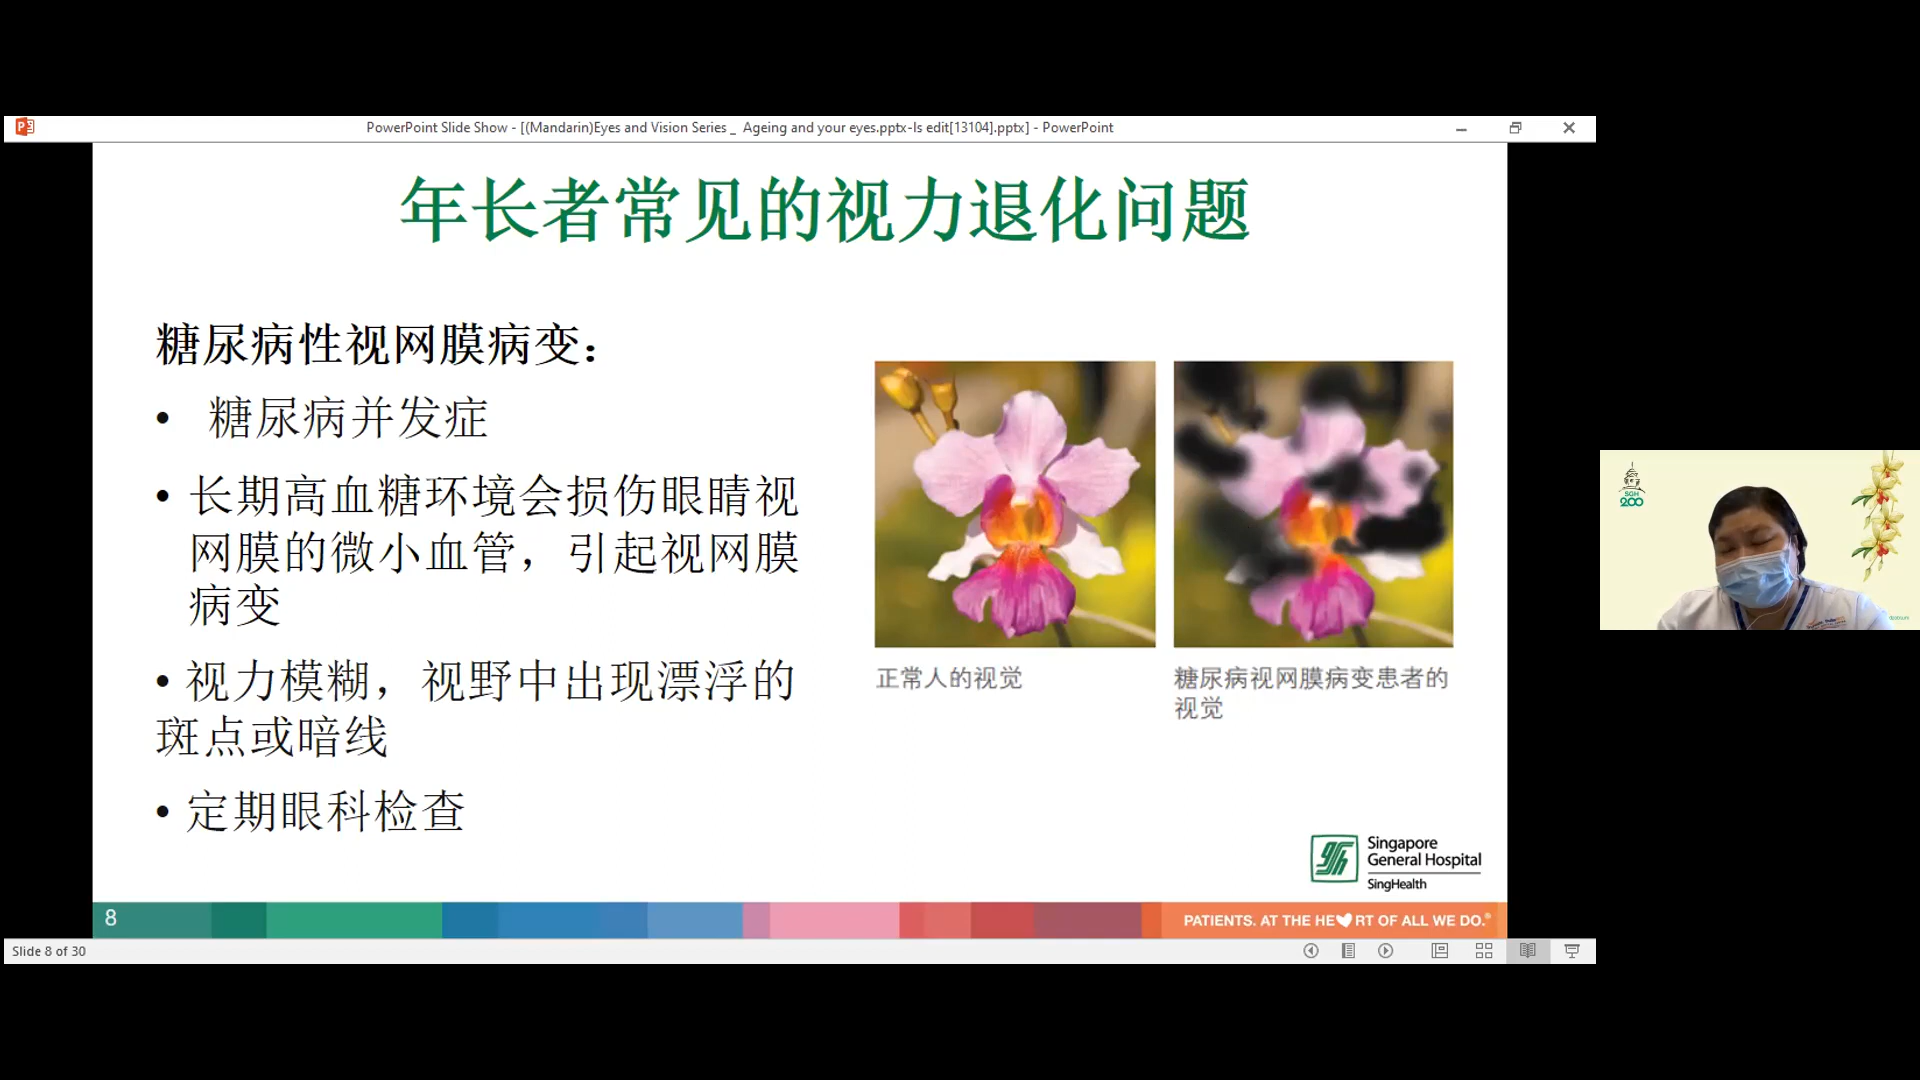 PowerPoint Slide Show - [(Mandarin)Eyes and Vision Series _ Ageing and your eyes.pptx-ls edit[13104].pptx] - PowerPoint
年长者常见的视力退化问题
糖尿病性视网膜病变：
• 糖尿病并发症
• 长期高血糖环境会损伤眼睛视
网膜的微小血管，引起视网膜
病变
• 视力模糊，视野中出现漂浮的
斑点或暗线
• 定期眼科检查
正常人的视觉
糖尿病视网膜病变患者的
视觉
Singapore
General Hospital
SingHealth
8
PATIENTS. AT THE HE♥RT OF ALL WE DO.®
Slide 8 of 30
SGH
200